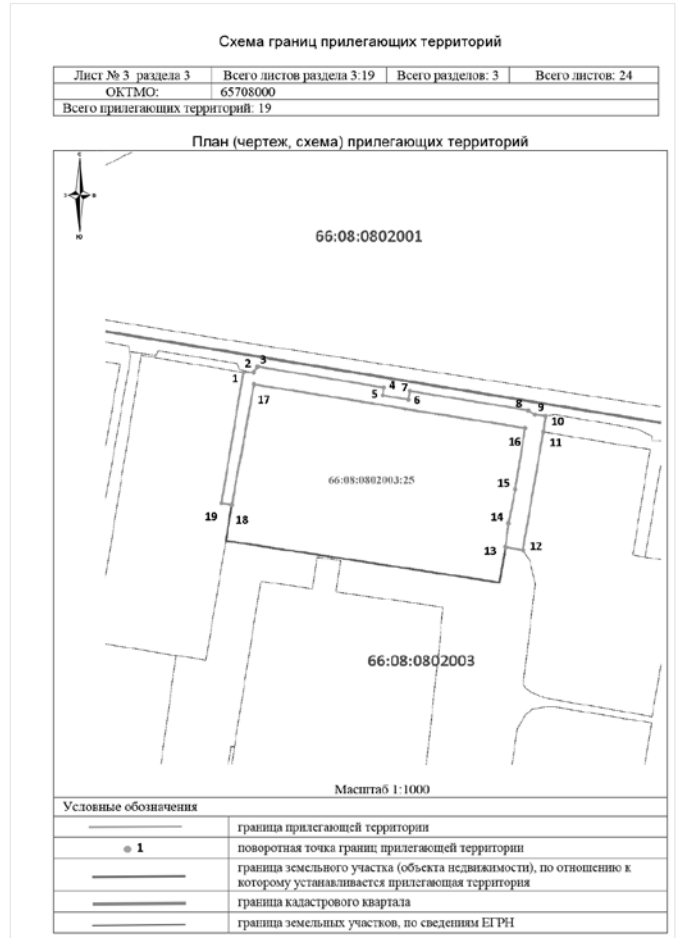 Схема границ прилегающих территорий
Лист № 3 раздела 3 Всего листов раздела 3:19 Всего разделов: 3 Всего листов: 24
ОКТМО: 65708000
Всего прилегающих территорий: 19
План (чертеж, схема) прилегающих территорий
С
З В
Ю
66:08:0802001
3
2
1
4
7
5
6
17
8
9
10
11
16
66:08:0802003:25
15
19
18
14
13
12
66:08:0802003
Масштаб 1:1000
Условные обозначения
граница прилегающей территории
1 поворотная точка границ прилегающей территории
граница земельного участка (объекта недвижимости), по отношению к
которому устанавливается прилегающая территория
граница кадастрового квартала
граница земельных участков, по сведениям ЕГРН